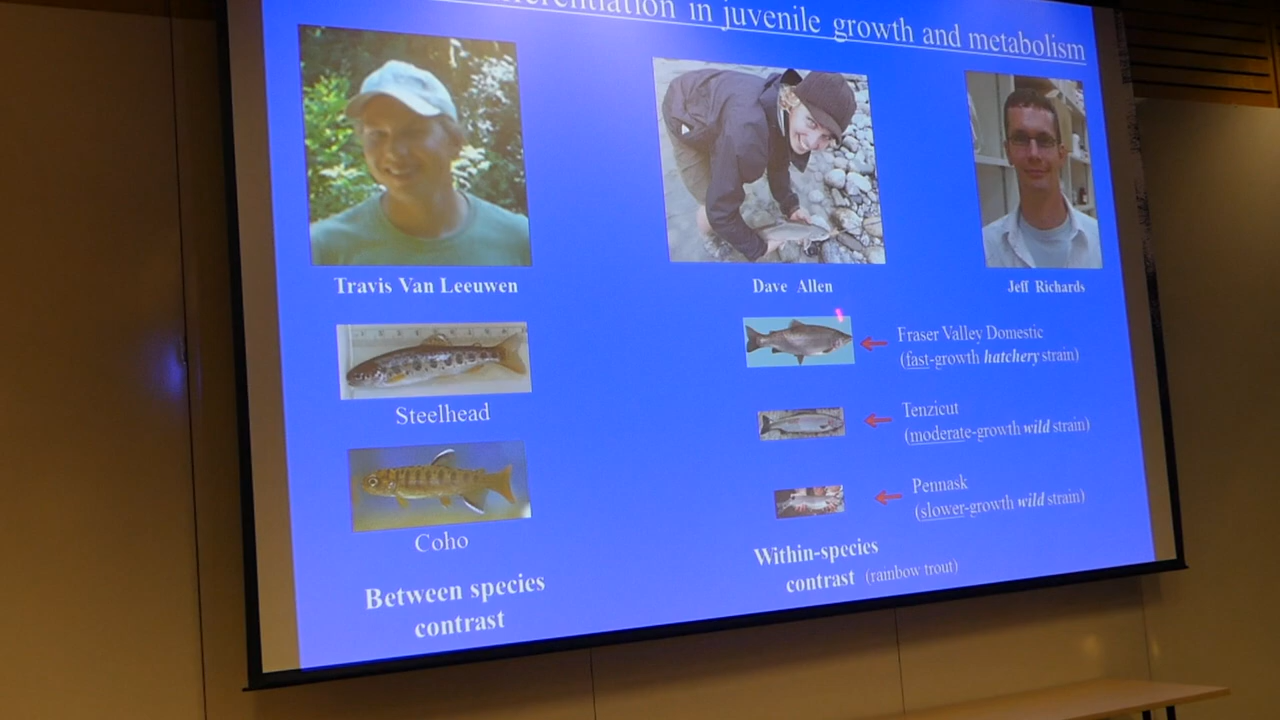 in juvenile growth and metabolism
Travis Van Leeuwen
Dave Allen
Jeff Richards
Steelhead
Coho
Between species
contrast
Fraser Valley Domestic
(fast-growth hatchery strain)
Tenzicut
(moderate-growth wild strain)
Pennask
(slower-growth wild strain)
Within-species
contrast (rainbow trout)